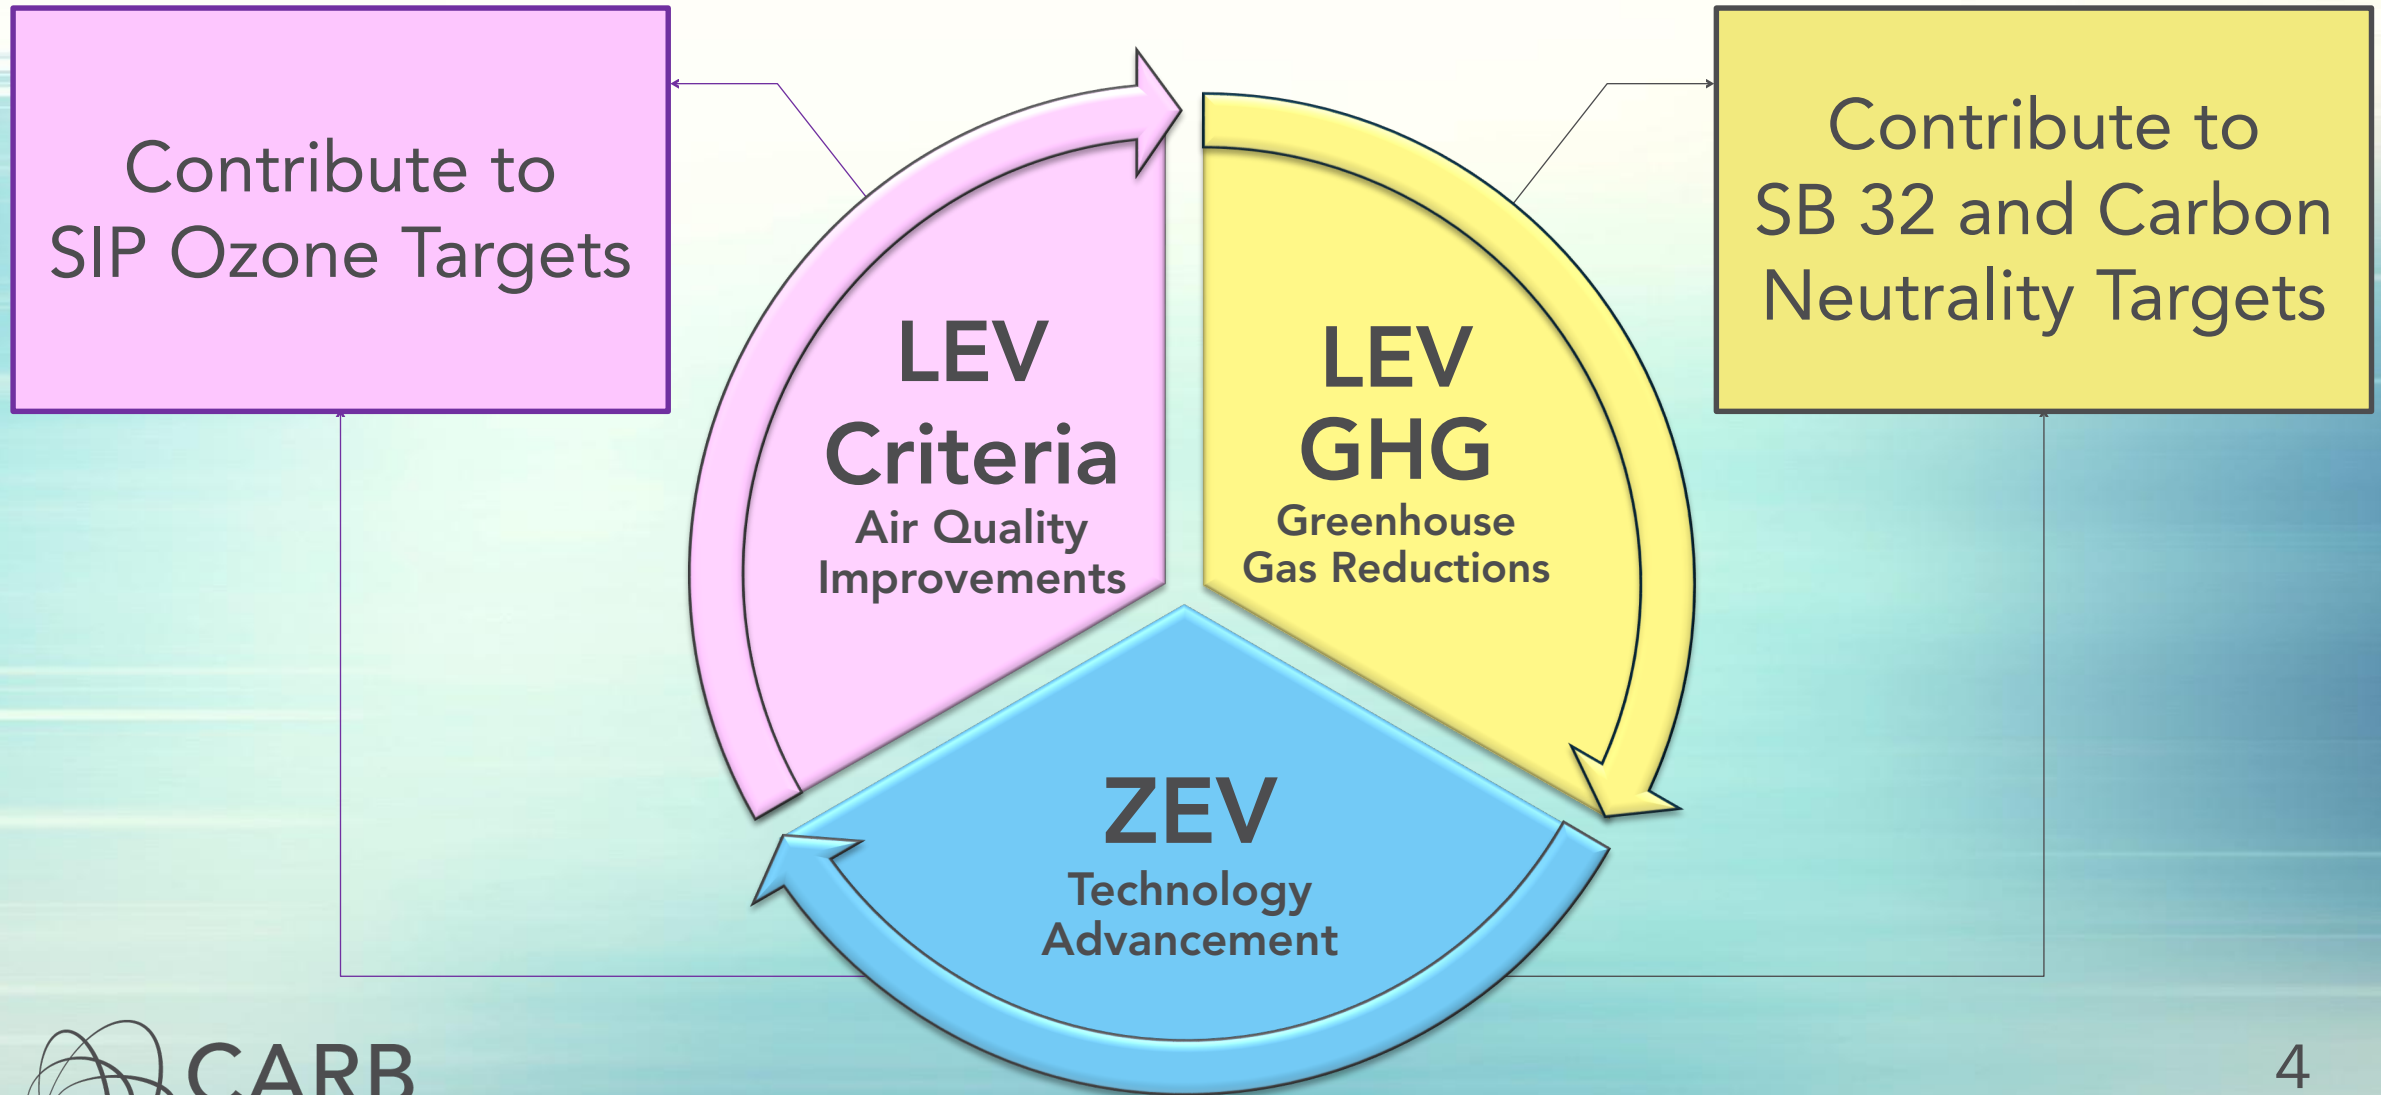 Contribute to
SIP Ozone Targets
Contribute to
SB 32 and Carbon
Neutrality Targets
LEV
Criteria
Air Quality
Improvements
LEV
GHG
Greenhouse
Gas Reductions
ZEV
Technology
Advancement
CARB
4